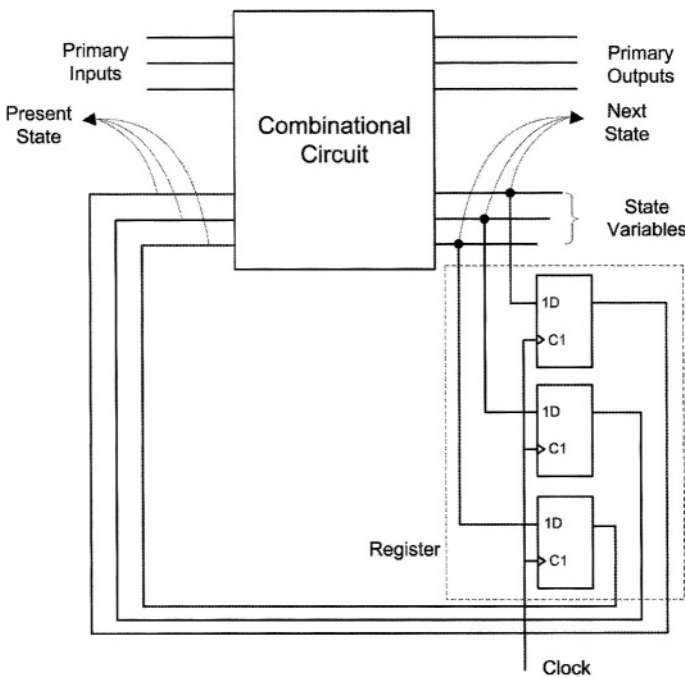 Primary
Inputs
Primary
Outputs
Present
State
Combinational
Circuit
Next
State
State
Variables
1D
C1
1D
C1
1D
C1
Register
Clock